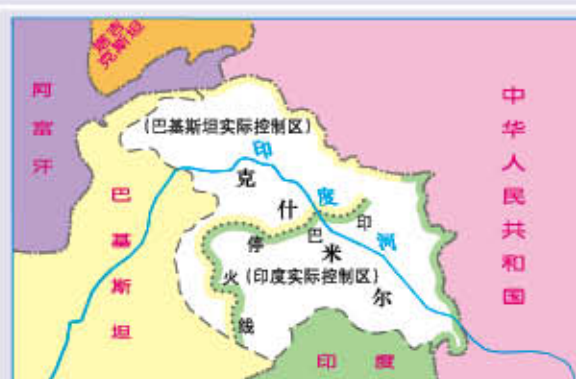 塔吉
克斯坦
阿富汗
中华人民共和国
(巴基斯坦实际控制区)
印度河
克什米尔
巴基斯坦
印巴停火线
(印度实际控制区)
印度